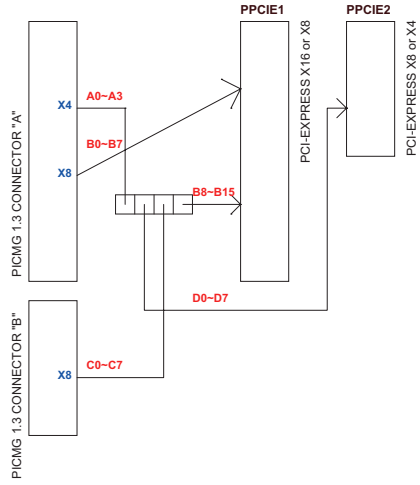 PPCIE1
PPCIE2
PICMG 1.3 CONNECTOR "A"
X4
A0~A3
B0~B7
X8
B8~B15
PCI-EXPRESS X16 or X8
PCI-EXPRESS X8 or X4
D0~D7
PICMG 1.3 CONNECTOR "B"
X8
C0~C7